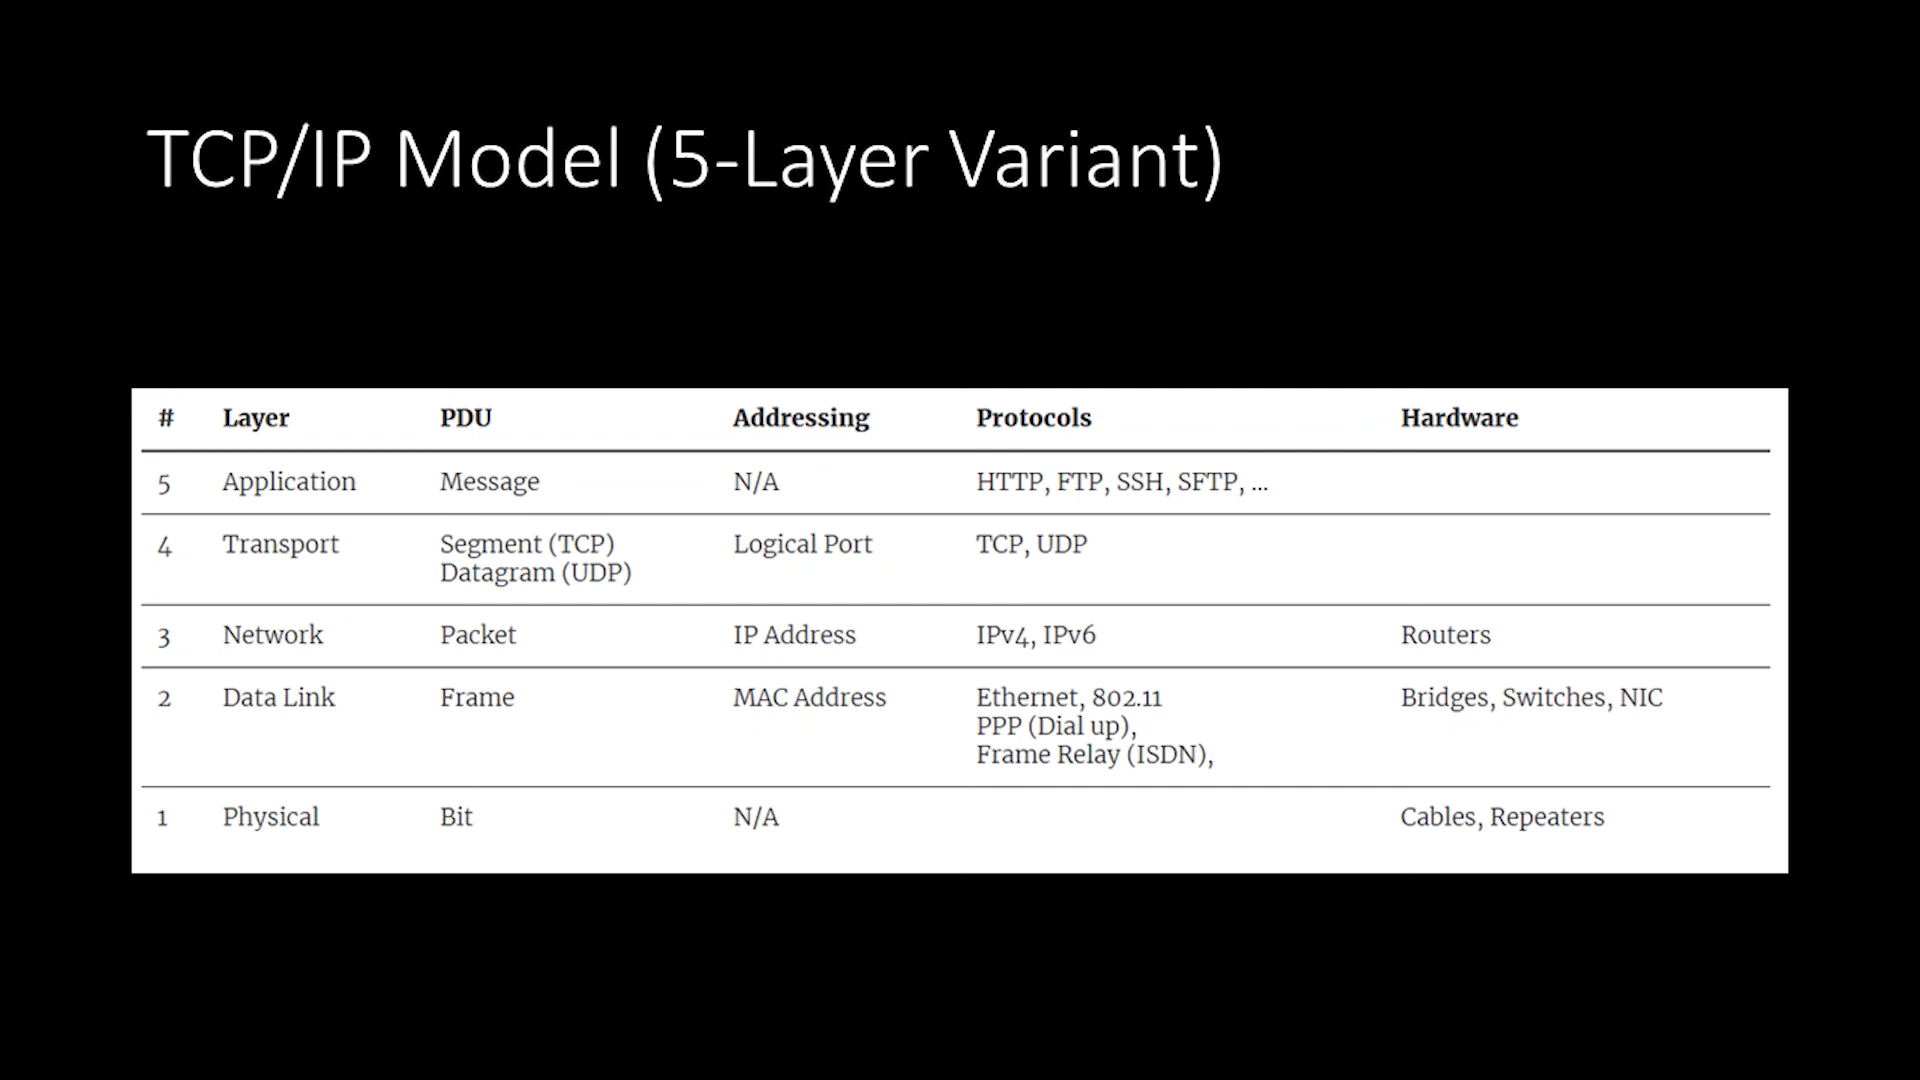 TCP/IP Model (5-Layer Variant)
# Layer PDU Addressing Protocols Hardware
5 Application Message N/A HTTP, FTP, SSH, SFTP, ...
4 Transport Segment (TCP) Logical Port TCP, UDP
Datagram (UDP)
3 Network Packet IP Address IPv4, IPv6 Routers
2 Data Link Frame MAC Address Ethernet, 802.11 Bridges, Switches, NIC
PPP (Dial up),
Frame Relay (ISDN),
1 Physical Bit N/A Cables, Repeaters